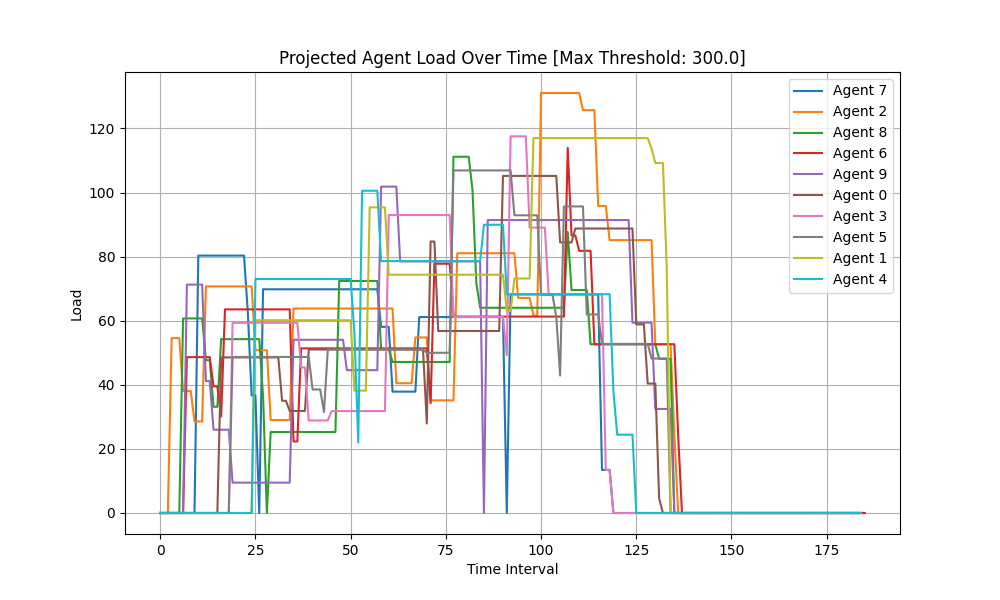 Projected Agent Load Over Time [Max Threshold: 300.0]
Load
120
100
80
60
40
20
0
0 25 50 75 100 125 150 175
Time Interval
Agent 7
Agent 2
Agent 8
Agent 6
Agent 9
Agent 0
Agent 3
Agent 5
Agent 1
Agent 4